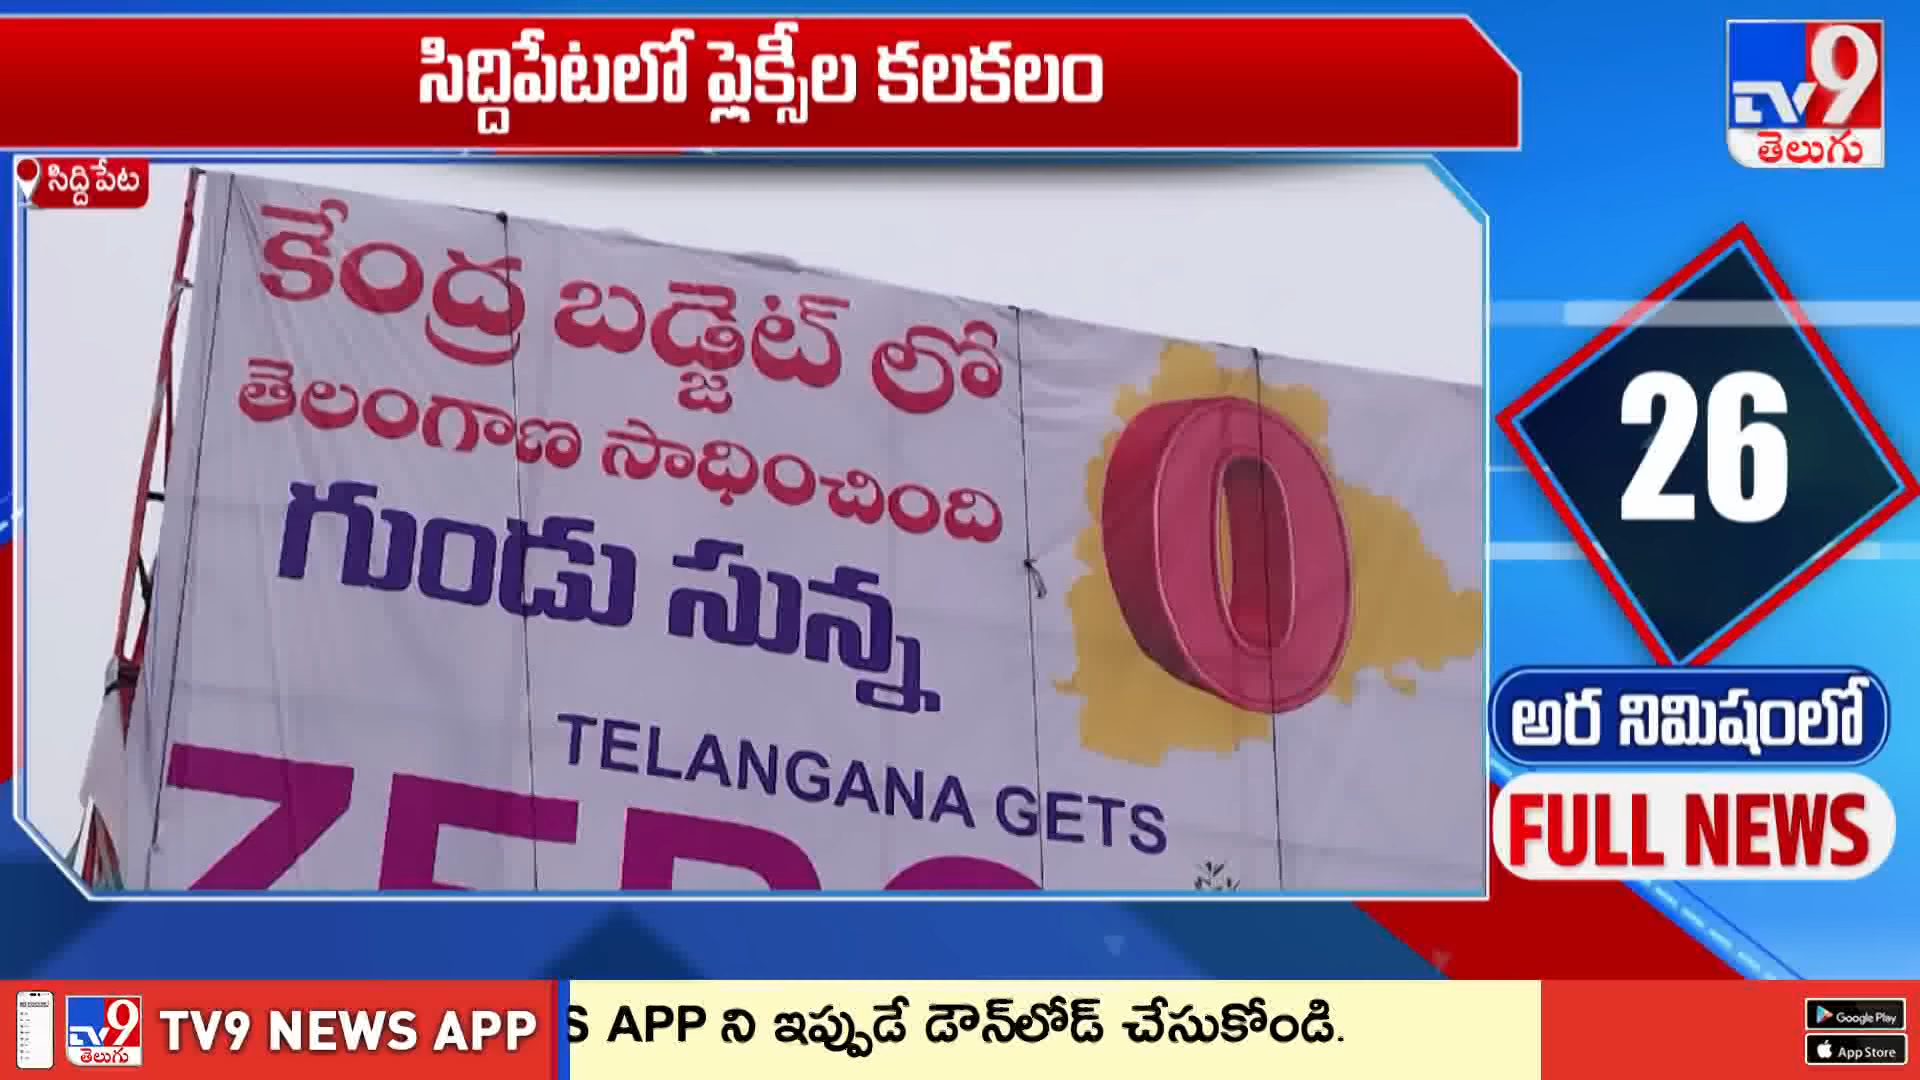 సిద్దిపేటలో ఫ్లెక్సీల కలకలం
TV9
తెలుగు
సిద్దిపేట
కేంద్ర బడ్జెట్ లో
తెలంగాణ సాధించింది
గుండు సున్న
0
TELANGANA GETS
ZERO
26
అర నిమిషంలో
FULL NEWS
TV9
తెలుగు
TV9 NEWS APP
S APP ని ఇప్పుడే డౌన్‌లోడ్ చేసుకోండి.
Google Play
App Store